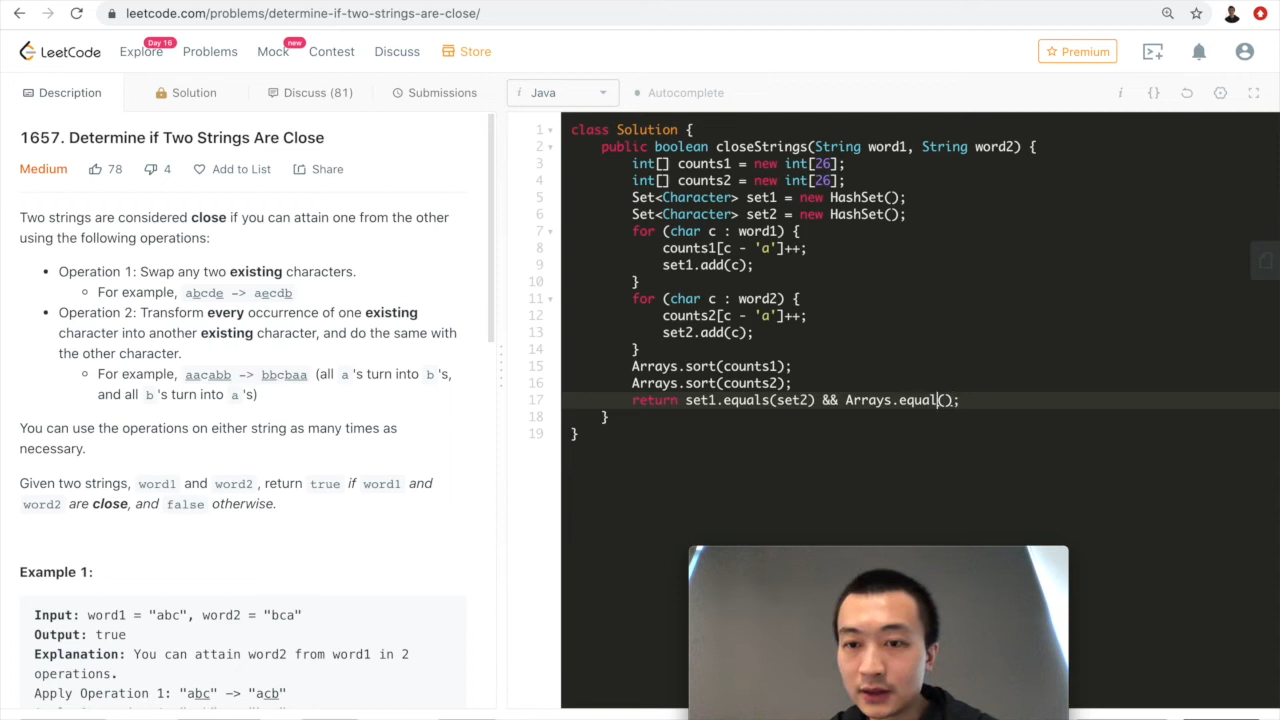 leetcode.com/problems/determine-if-two-strings-are-close/
LeetCode
Explore
Day 16
Problems
Mock
new
Contest
Discuss
Store
Premium
Description
Solution
Discuss (81)
Submissions
i Java
Autocomplete
i {}
1657. Determine if Two Strings Are Close
Medium 78 4 Add to List Share
Two strings are considered close if you can attain one from the other
using the following operations:
• Operation 1: Swap any two existing characters.
For example, abcde -> aecdb
• Operation 2: Transform every occurrence of one existing
character into another existing character, and do the same with
the other character.
For example, aacabb -> bbcbaa (all a 's turn into b 's,
and all b 's turn into a 's)
You can use the operations on either string as many times as
necessary.
Given two strings, word1 and word2 , return true if word1 and
word2 are close, and false otherwise.
Example 1:
Input: word1 = "abc", word2 = "bca"
Output: true
Explanation: You can attain word2 from word1 in 2
operations.
Apply Operation 1: "abc" -> "acb"
1 class Solution {
2 public boolean closeStrings(String word1, String word2) {
3 int[] counts1 = new int[26];
4 int[] counts2 = new int[26];
5 Set<Character> set1 = new HashSet();
6 Set<Character> set2 = new HashSet();
7 for (char c : word1) {
8 counts1[c - 'a']++;
9 set1.add(c);
10 }
11 for (char c : word2) {
12 counts2[c - 'a']++;
13 set2.add(c);
14 }
15 Arrays.sort(counts1);
16 Arrays.sort(counts2);
17 return set1.equals(set2) && Arrays.equal();
18 }
19 }